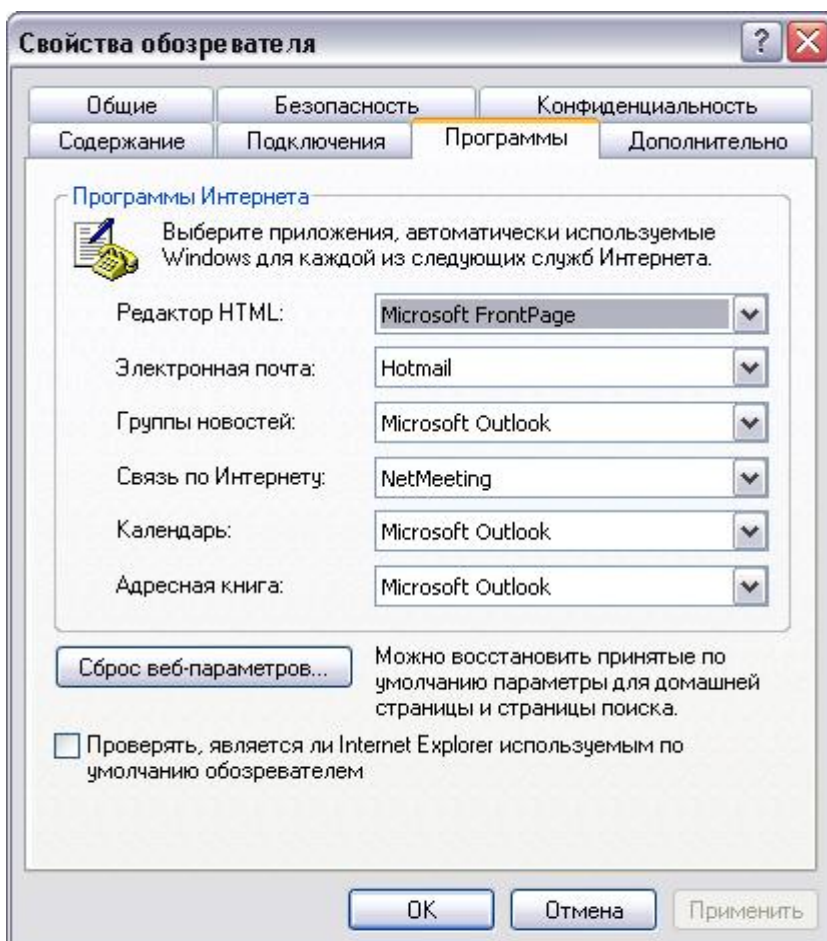 Свойства обозревателя
Общие
Безопасность
Конфиденциальность
Содержание
Подключения
Программы
Дополнительно
Программы Интернета
Выберите приложения, автоматически используемые
Windows для каждой из следующих служб Интернета.
Редактор HTML:
Microsoft FrontPage
Электронная почта:
Hotmail
Группы новостей:
Microsoft Outlook
Связь по Интернету:
NetMeeting
Календарь:
Microsoft Outlook
Адресная книга:
Microsoft Outlook
Сброс веб-параметров...
Можно восстановить принятые по
умолчанию параметры для домашней
страницы и страницы поиска.
Проверять, является ли Internet Explorer используемым по
умолчанию обозревателем
OK
Отмена
Применить